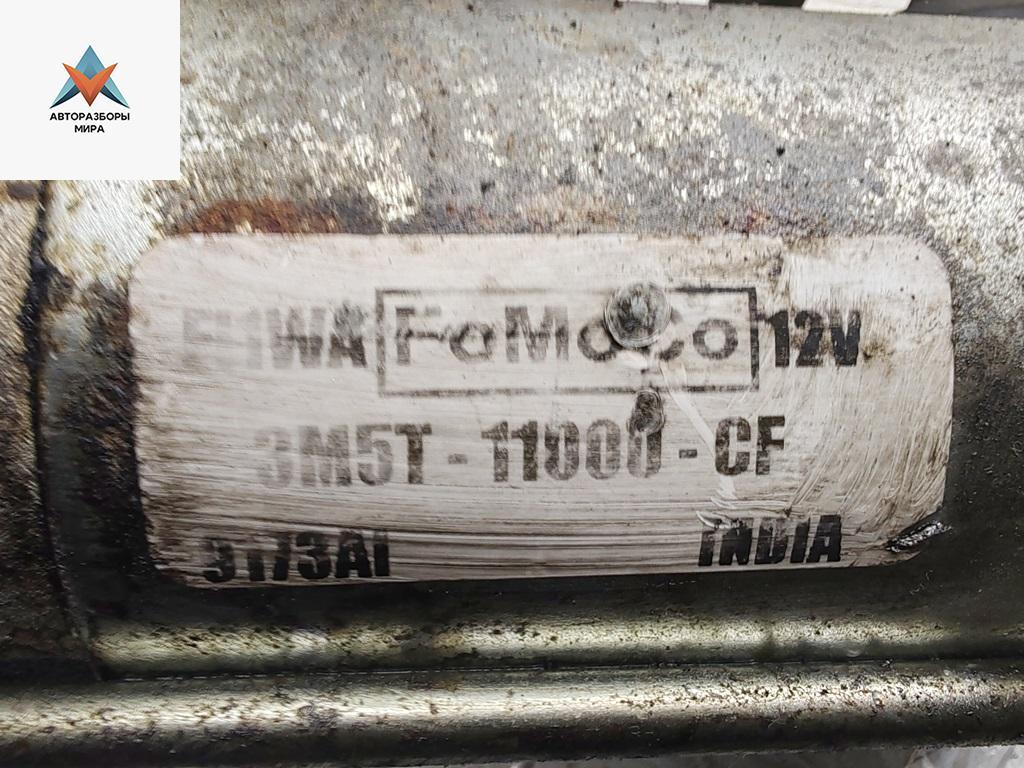 АВТОРАЗБОРЫ
МИРА
FoMoCo 12V
3M5T-11000-CF
INDIA